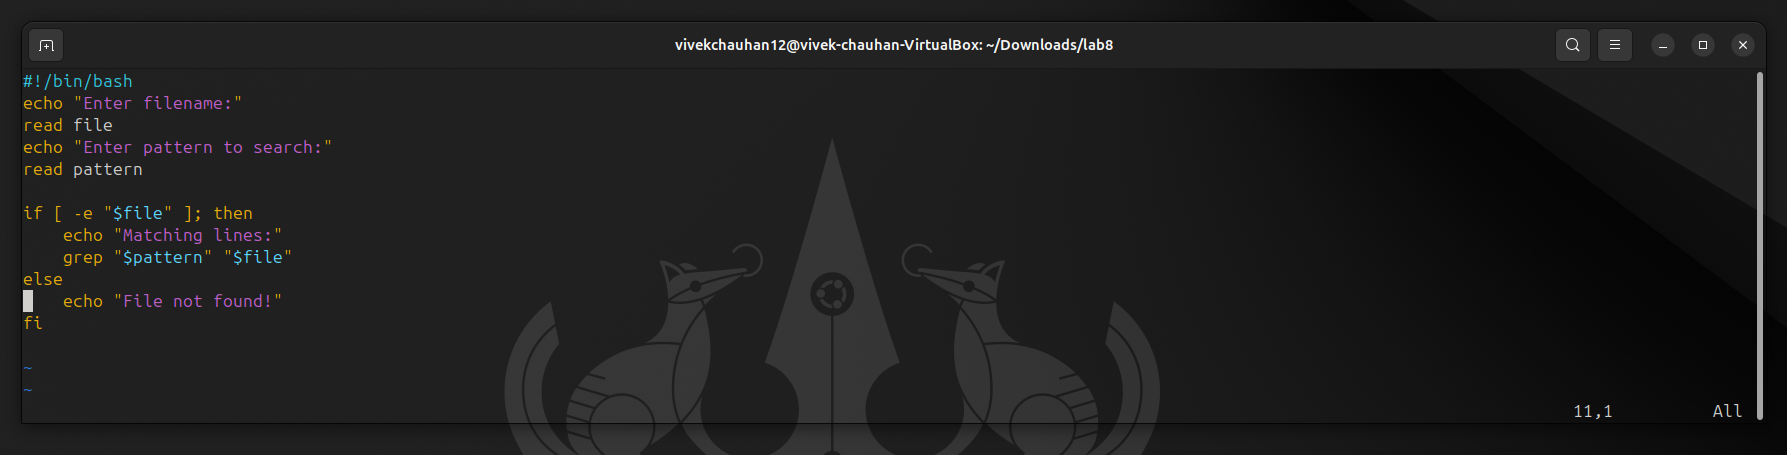 vivekchauhan12@vivek-chauhan-VirtualBox: ~/Downloads/lab8
#!/bin/bash
echo "Enter filename:"
read file
echo "Enter pattern to search:"
read pattern

if [ -e "$file" ]; then
    echo "Matching lines:"
    grep "$pattern" "$file"
else
    echo "File not found!"
fi

~
~
11,1 All